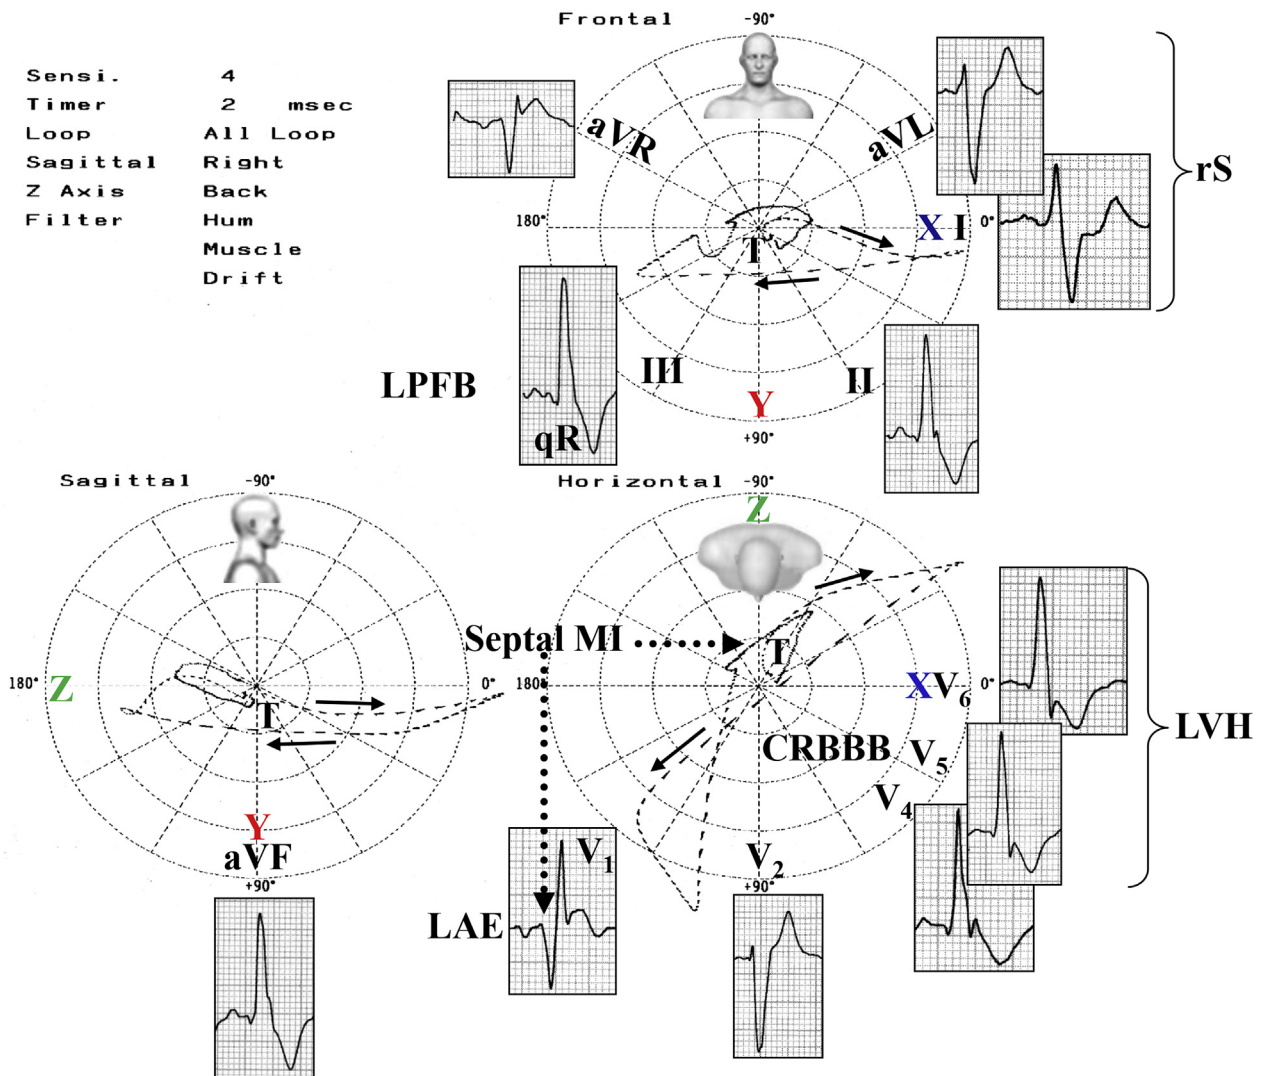 Frontal
-90°
Sensi. 4
Timer 2 msec
Loop All Loop
Sagittal Right
Z Axis Back
Filter Hum
Muscle
Drift
aVR
aVL
rS
180°
X I
0°
T
LPFB
III
II
Y
+90°
qR
Sagittal
-90°
Horizontal
-90°
Z
Septal MI
T
180°
Z
0°
180°
X V6
0°
T
LVH
CRBBB
V5
V4
Y
aVF
+90°
V1
V2
+90°
LAE